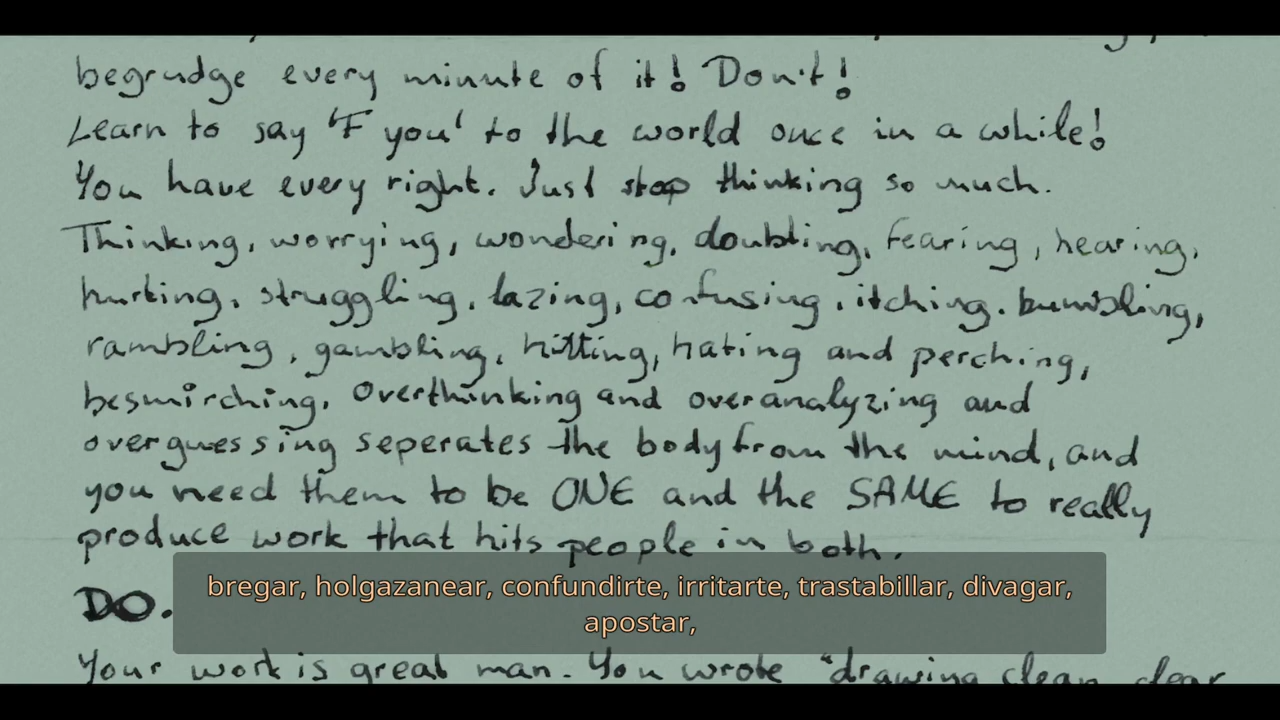 begrudge every minute of it! Don't!
Learn to say 'F you' to the world once in a while!
You have every right. Just stop thinking so much.
Thinking, worrying, wondering, doubting, fearing, hearing,
hurting, struggling, lazing, confusing, itching, bumbling,
rambling, gambling, hitting, hating and perching,
besmirching. Overthinking and overanalyzing and
overguessing seperates the body from the mind, and
you need them to be ONE and the SAME to really
produce work that hits people in both.
DO.
bregar, holgazanear, confundirte, irritarte, trastabillar, divagar,
apostar,
Your work is great man. You wrote "drawing clean clear